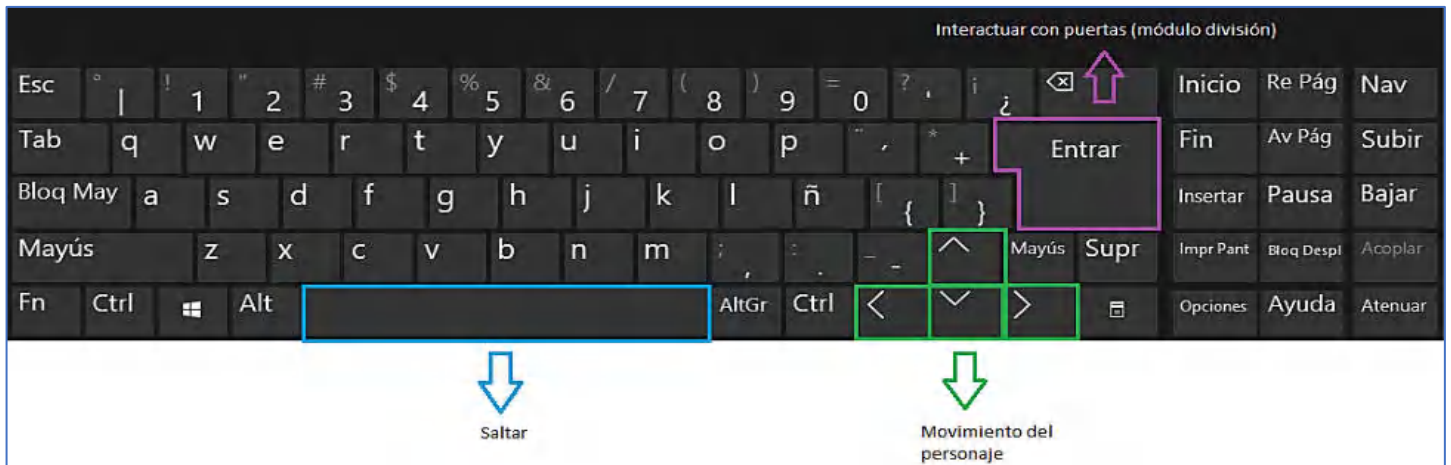 Interactuar con puertas (módulo división)
Esc ° | ! 1 " 2 # 3 $ 4 % 5 & 6 / 7 ( 8 ) 9 = 0 ? ' ¡ ¿ Inicio Re Pág Nav
Tab q w e r t y u i o p ¨ ´ * + Entrar Fin Av Pág Subir
Bloq May a s d f g h j k l ñ [ { ] } Insertar Pausa Bajar
Mayús z x c v b n m ; , : . _ - Mayús Supr Impr Pant Bloq Despl Acoplar
Fn Ctrl Alt AltGr Ctrl Opciones Ayuda Atenuar
Saltar
Movimiento del
personaje